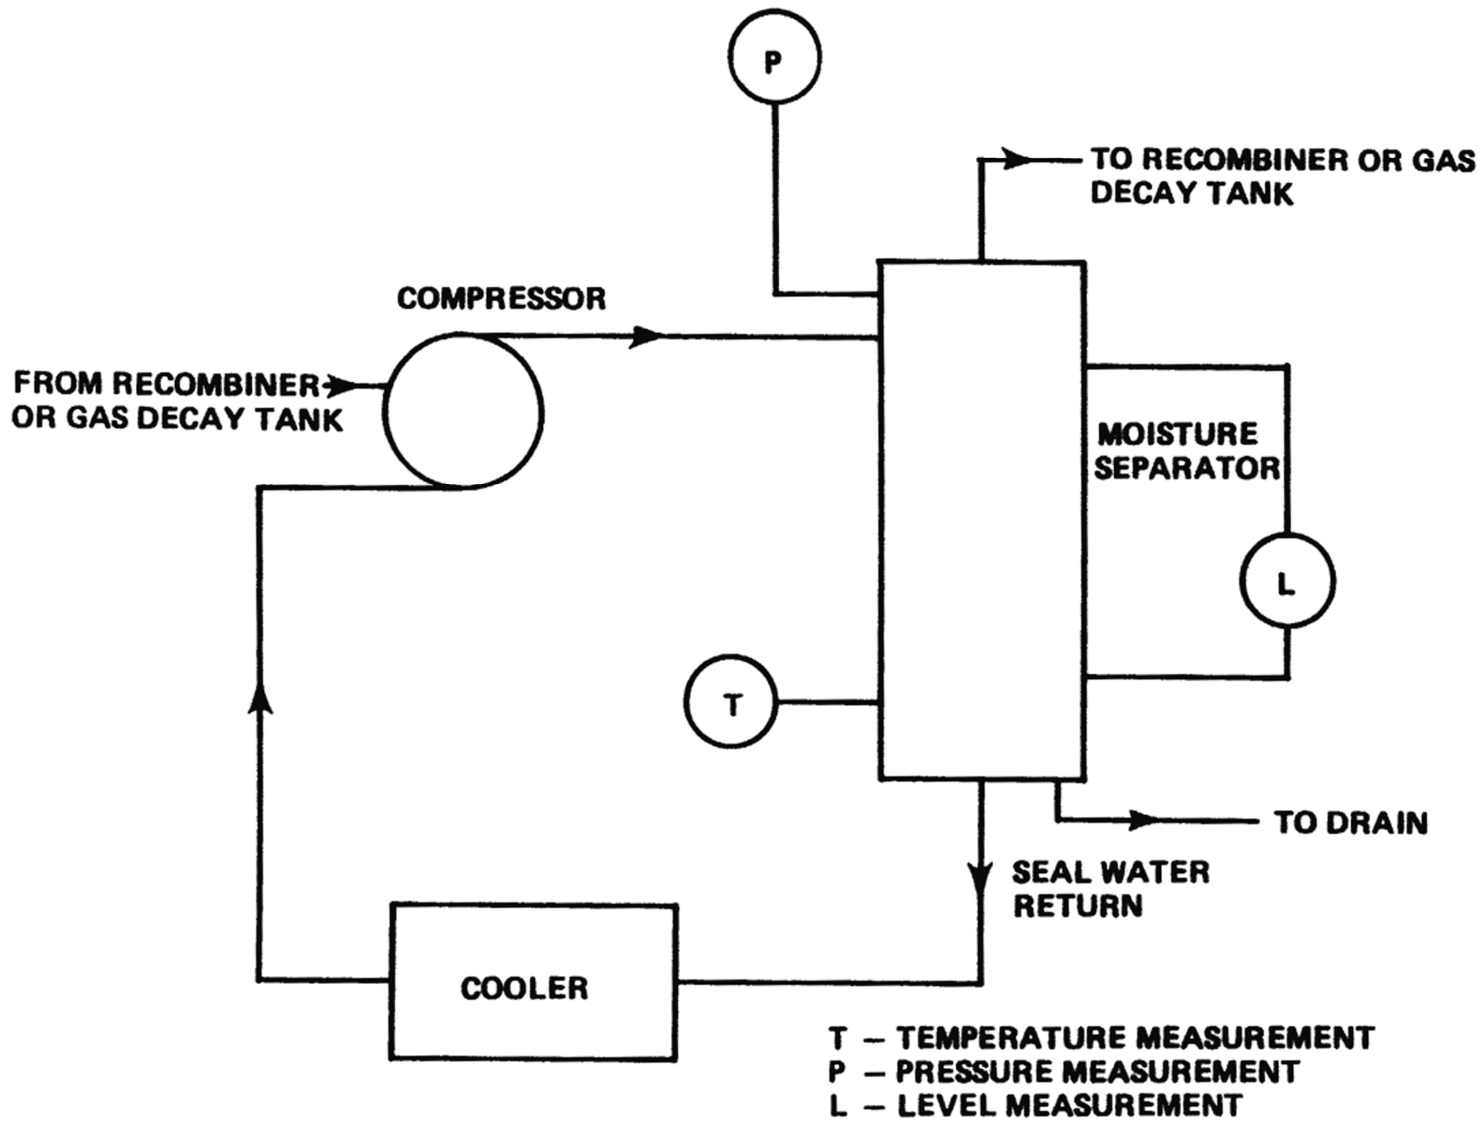 P
TO RECOMBINER OR GAS
DECAY TANK
COMPRESSOR
FROM RECOMBINER
OR GAS DECAY TANK
MOISTURE
SEPARATOR
L
T
TO DRAIN
SEAL WATER
RETURN
COOLER
T – TEMPERATURE MEASUREMENT
P – PRESSURE MEASUREMENT
L – LEVEL MEASUREMENT